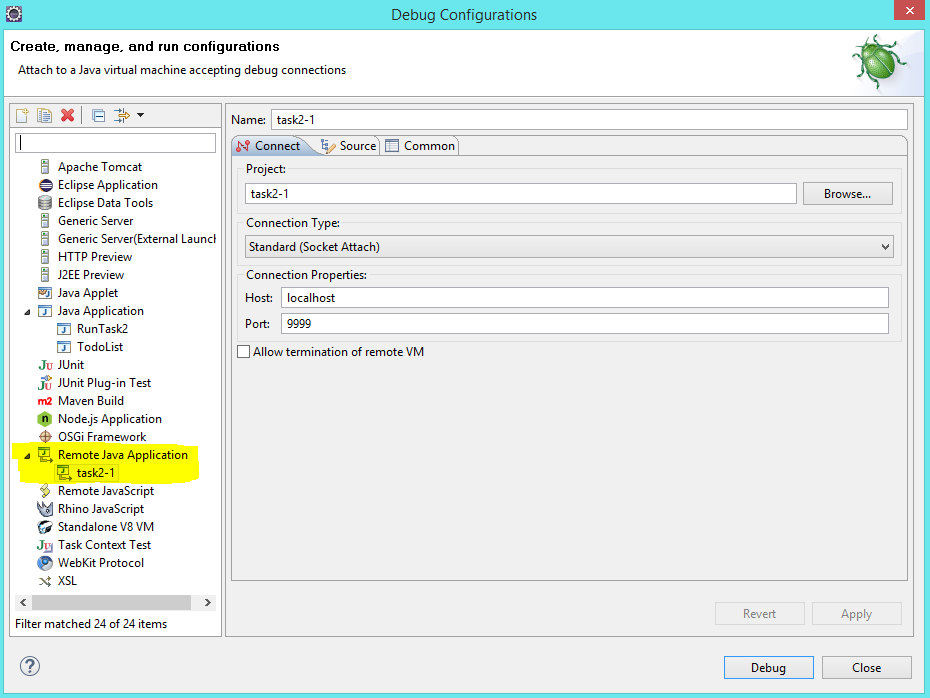 Debug Configurations
Create, manage, and run configurations
Attach to a Java virtual machine accepting debug connections
Apache Tomcat
Eclipse Application
Eclipse Data Tools
Generic Server
Generic Server(External Launch
HTTP Preview
J2EE Preview
Java Applet
Java Application
RunTask2
TodoList
JUnit
JUnit Plug-in Test
Maven Build
Node.js Application
OSGi Framework
Remote Java Application
task2-1
Remote JavaScript
Rhino JavaScript
Standalone V8 VM
Task Context Test
WebKit Protocol
XSL
Filter matched 24 of 24 items
Name: task2-1
Connect Source Common
Project:
task2-1 Browse...
Connection Type:
Standard (Socket Attach)
Connection Properties:
Host: localhost
Port: 9999
Allow termination of remote VM
Revert Apply
Debug Close